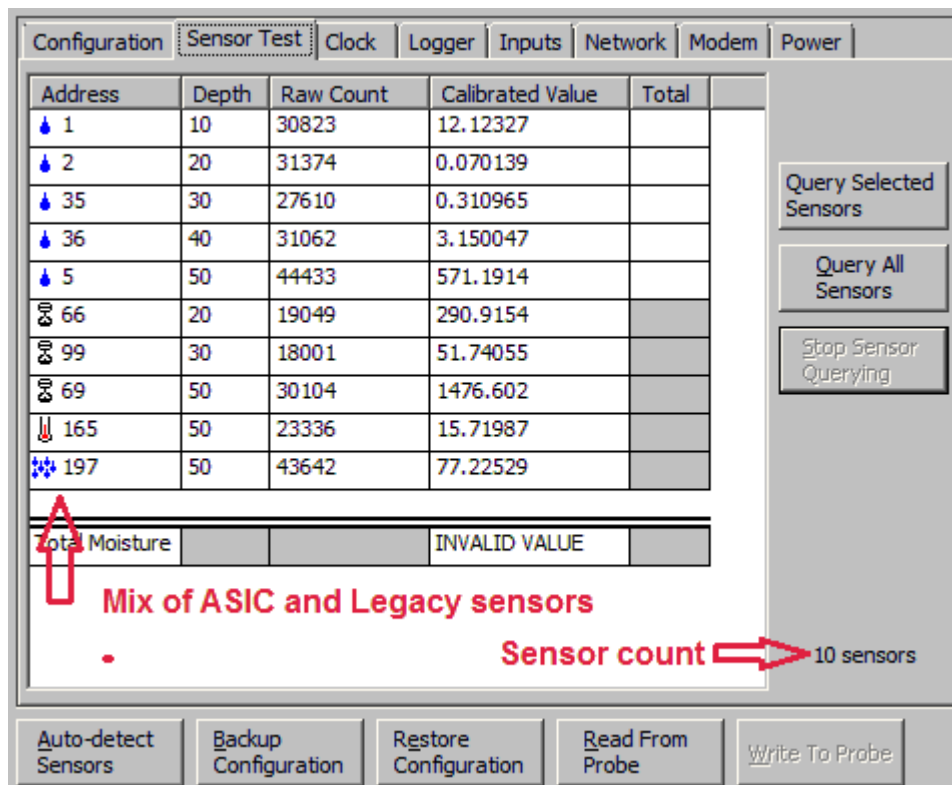 Configuration Sensor Test Clock Logger Inputs Network Modem Power
Address Depth Raw Count Calibrated Value Total
1 10 30823 12.12327
2 20 31374 0.070139
35 30 27610 0.310965
36 40 31062 3.150047
5 50 44433 571.1914
66 20 19049 290.9154
99 30 18001 51.74055
69 50 30104 1476.602
165 50 23336 15.71987
197 50 43642 77.22529
Total Moisture INVALID VALUE
Mix of ASIC and Legacy sensors
Sensor count
10 sensors
Query Selected
Sensors
Query All
Sensors
Stop Sensor
Querying
Auto-detect
Sensors
Backup
Configuration
Restore
Configuration
Read From
Probe
Write To Probe